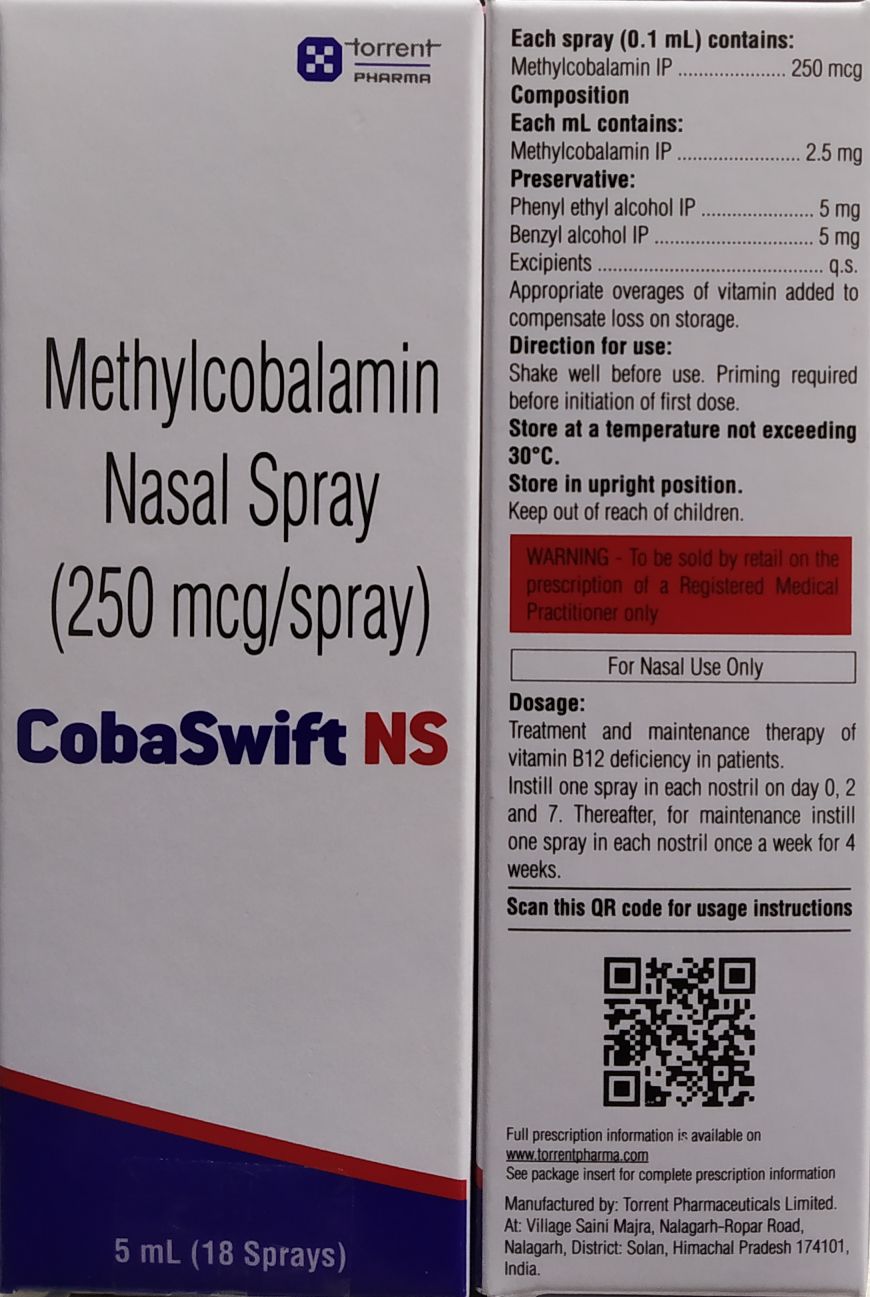 torrent
PHARMA
Methylcobalamin
Nasal Spray
(250 mcg/spray)
CobaSwift NS
5 mL (18 Sprays)
Each spray (0.1 mL) contains:
Methylcobalamin IP ..................... 250 mcg
Composition
Each mL contains:
Methylcobalamin IP ........................ 2.5 mg
Preservative:
Phenyl ethyl alcohol IP ...................... 5 mg
Benzyl alcohol IP ............................... 5 mg
Excipients ............................................ q.s.
Appropriate overages of vitamin added to
compensate loss on storage.
Direction for use:
Shake well before use. Priming required
before initiation of first dose.
Store at a temperature not exceeding
30°C.
Store in upright position.
Keep out of reach of children.
WARNING - To be sold by retail on the
prescription of a Registered Medical
Practitioner only
For Nasal Use Only
Dosage:
Treatment and maintenance therapy of
vitamin B12 deficiency in patients.
Instill one spray in each nostril on day 0, 2
and 7. Thereafter, for maintenance instill
one spray in each nostril once a week for 4
weeks.
Scan this QR code for usage instructions
Full prescription information is available on
www.torrentpharma.com
See package insert for complete prescription information
Manufactured by: Torrent Pharmaceuticals Limited.
At: Village Saini Majra, Nalagarh-Ropar Road,
Nalagarh, District: Solan, Himachal Pradesh 174101,
India.